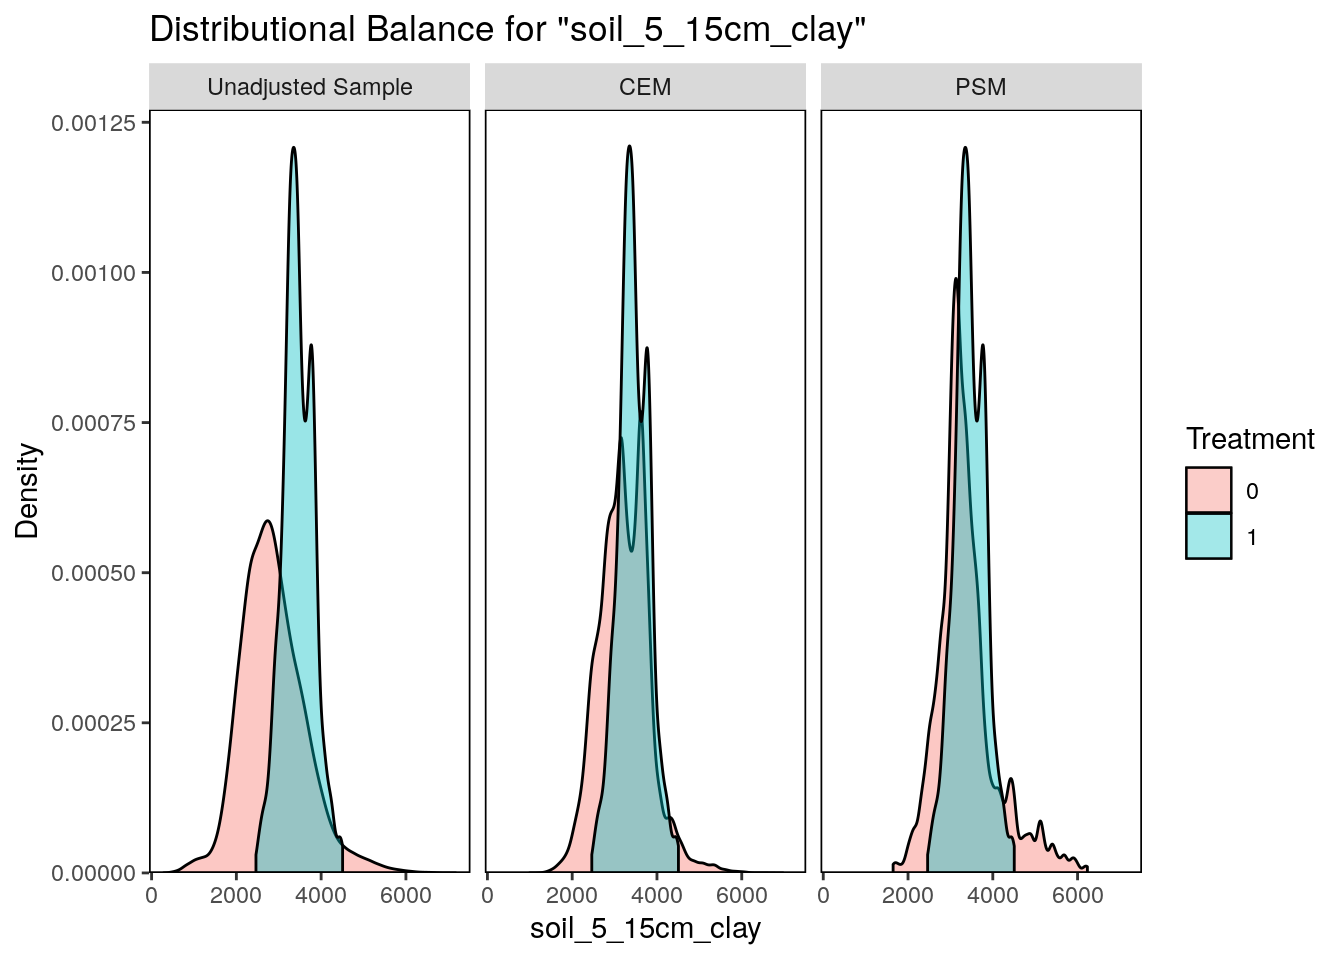 Distributional Balance for "soil_5_15cm_clay"
Unadjusted Sample
CEM
PSM
0.00125
0.00100
0.00075
0.00050
0.00025
0.00000
Density
0 2000 4000 6000
0 2000 4000 6000
0 2000 4000 6000
soil_5_15cm_clay
Treatment
0
1